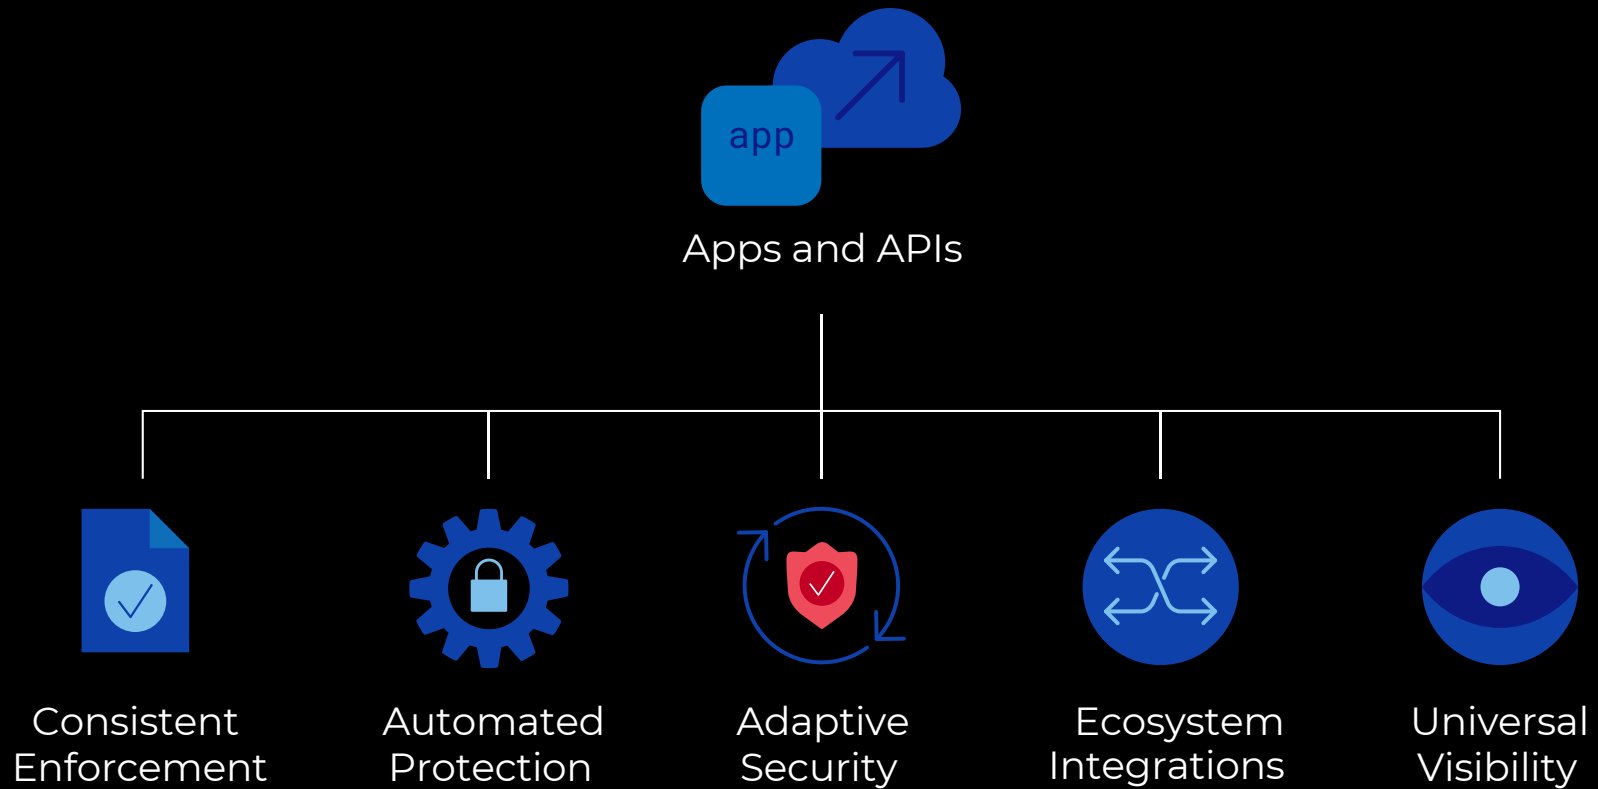 app
Apps and APIs
Consistent
Enforcement
Automated
Protection
Adaptive
Security
Ecosystem
Integrations
Universal
Visibility